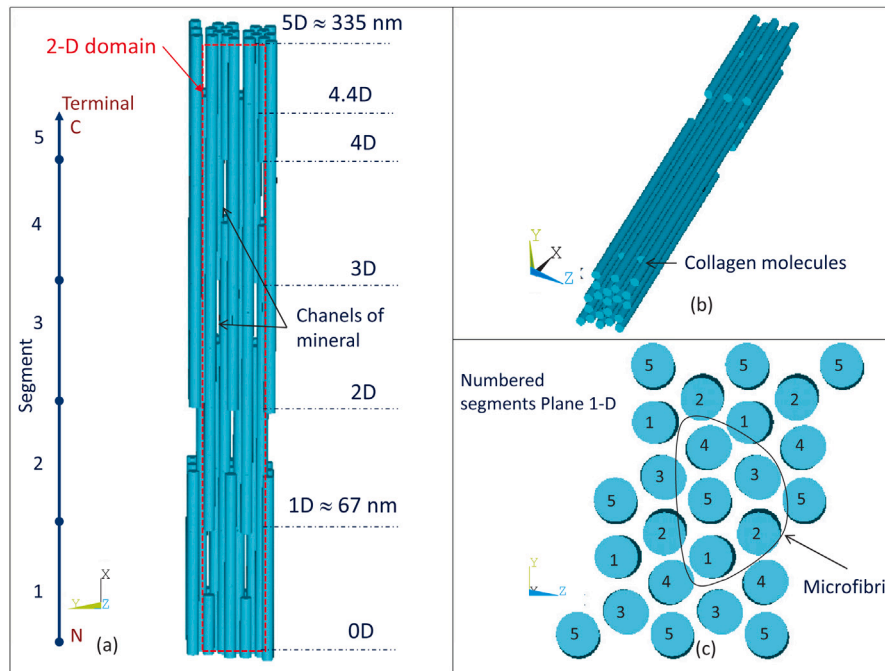 5D ≈ 335 nm
2-D domain
Terminal
C
4.4D
5
4D
4
3D
Chanels of
mineral
3
Segment
2D
2
1D ≈ 67 nm
1
X
Y
Z
N
(a)
0D
Y
X
Z
Collagen molecules
(b)
Numbered
segments Plane 1-D
5
5
5
2
2
1
1
4
4
3
3
5
5
5
2
2
1
1
4
4
Y
X
Z
Microfibri
3
3
5
5
5
(c)